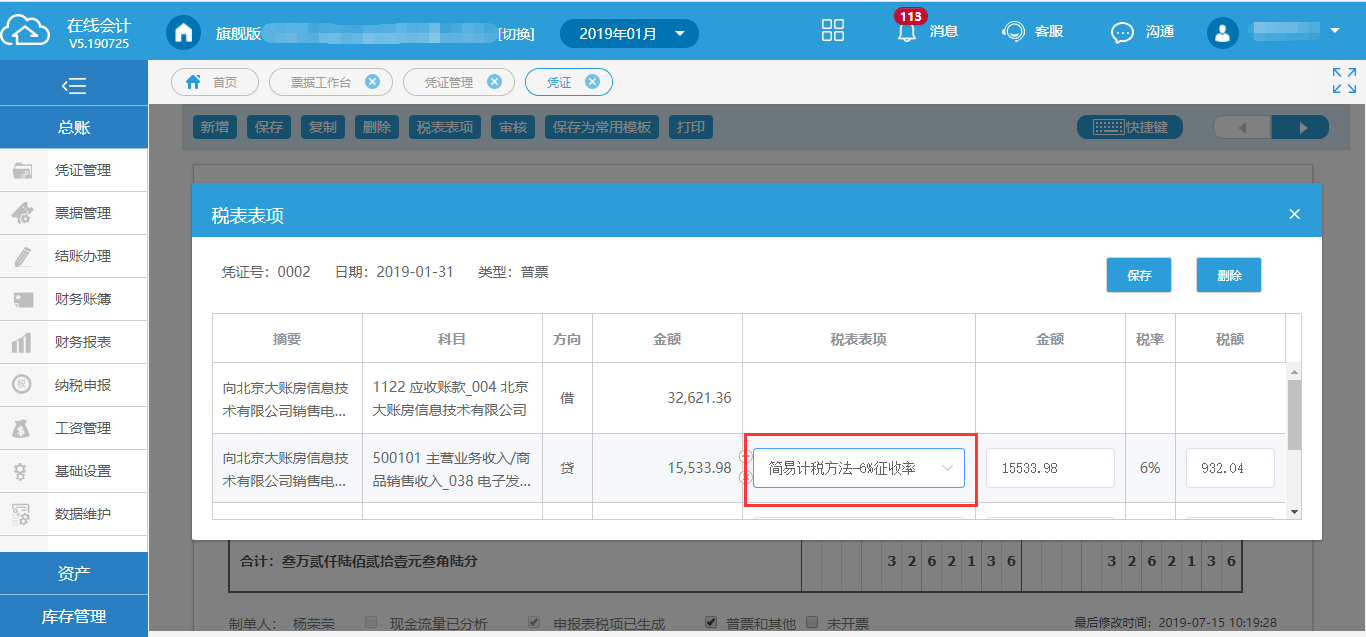 在线会计
V5.190725
旗舰版
[切换]
2019年01月
113
消息
客服
沟通
首页
票据工作台
凭证管理
凭证
总账
凭证管理
票据管理
结账办理
财务账簿
财务报表
纳税申报
工资管理
基础设置
数据维护
资产
库存管理
新增 保存 复制 删除 税表表项 审核 保存为常用模板 打印
快捷键
税表表项
凭证号：0002 日期：2019-01-31 类型：普票
保存 删除
摘要 科目 方向 金额 税表表项 金额 税率 税额
向北京大账房信息技术有限公司销售电...
1122 应收账款_004 北京大账房信息技术有限公司
借
32,621.36
向北京大账房信息技术有限公司销售电...
500101 主营业务收入/商品销售收入_038 电子发...
贷
15,533.98
简易计税方法-6%征收率
15533.98
6%
932.04
合计：叁万贰仟陆佰贰拾壹元叁角陆分
3 2 6 2 1 3 6
3 2 6 2 1 3 6
制单人： 杨荣荣 现金流量已分析 申报表税项已生成 普票和其他 未开票
最后修改时间：2019-07-15 10:19:28